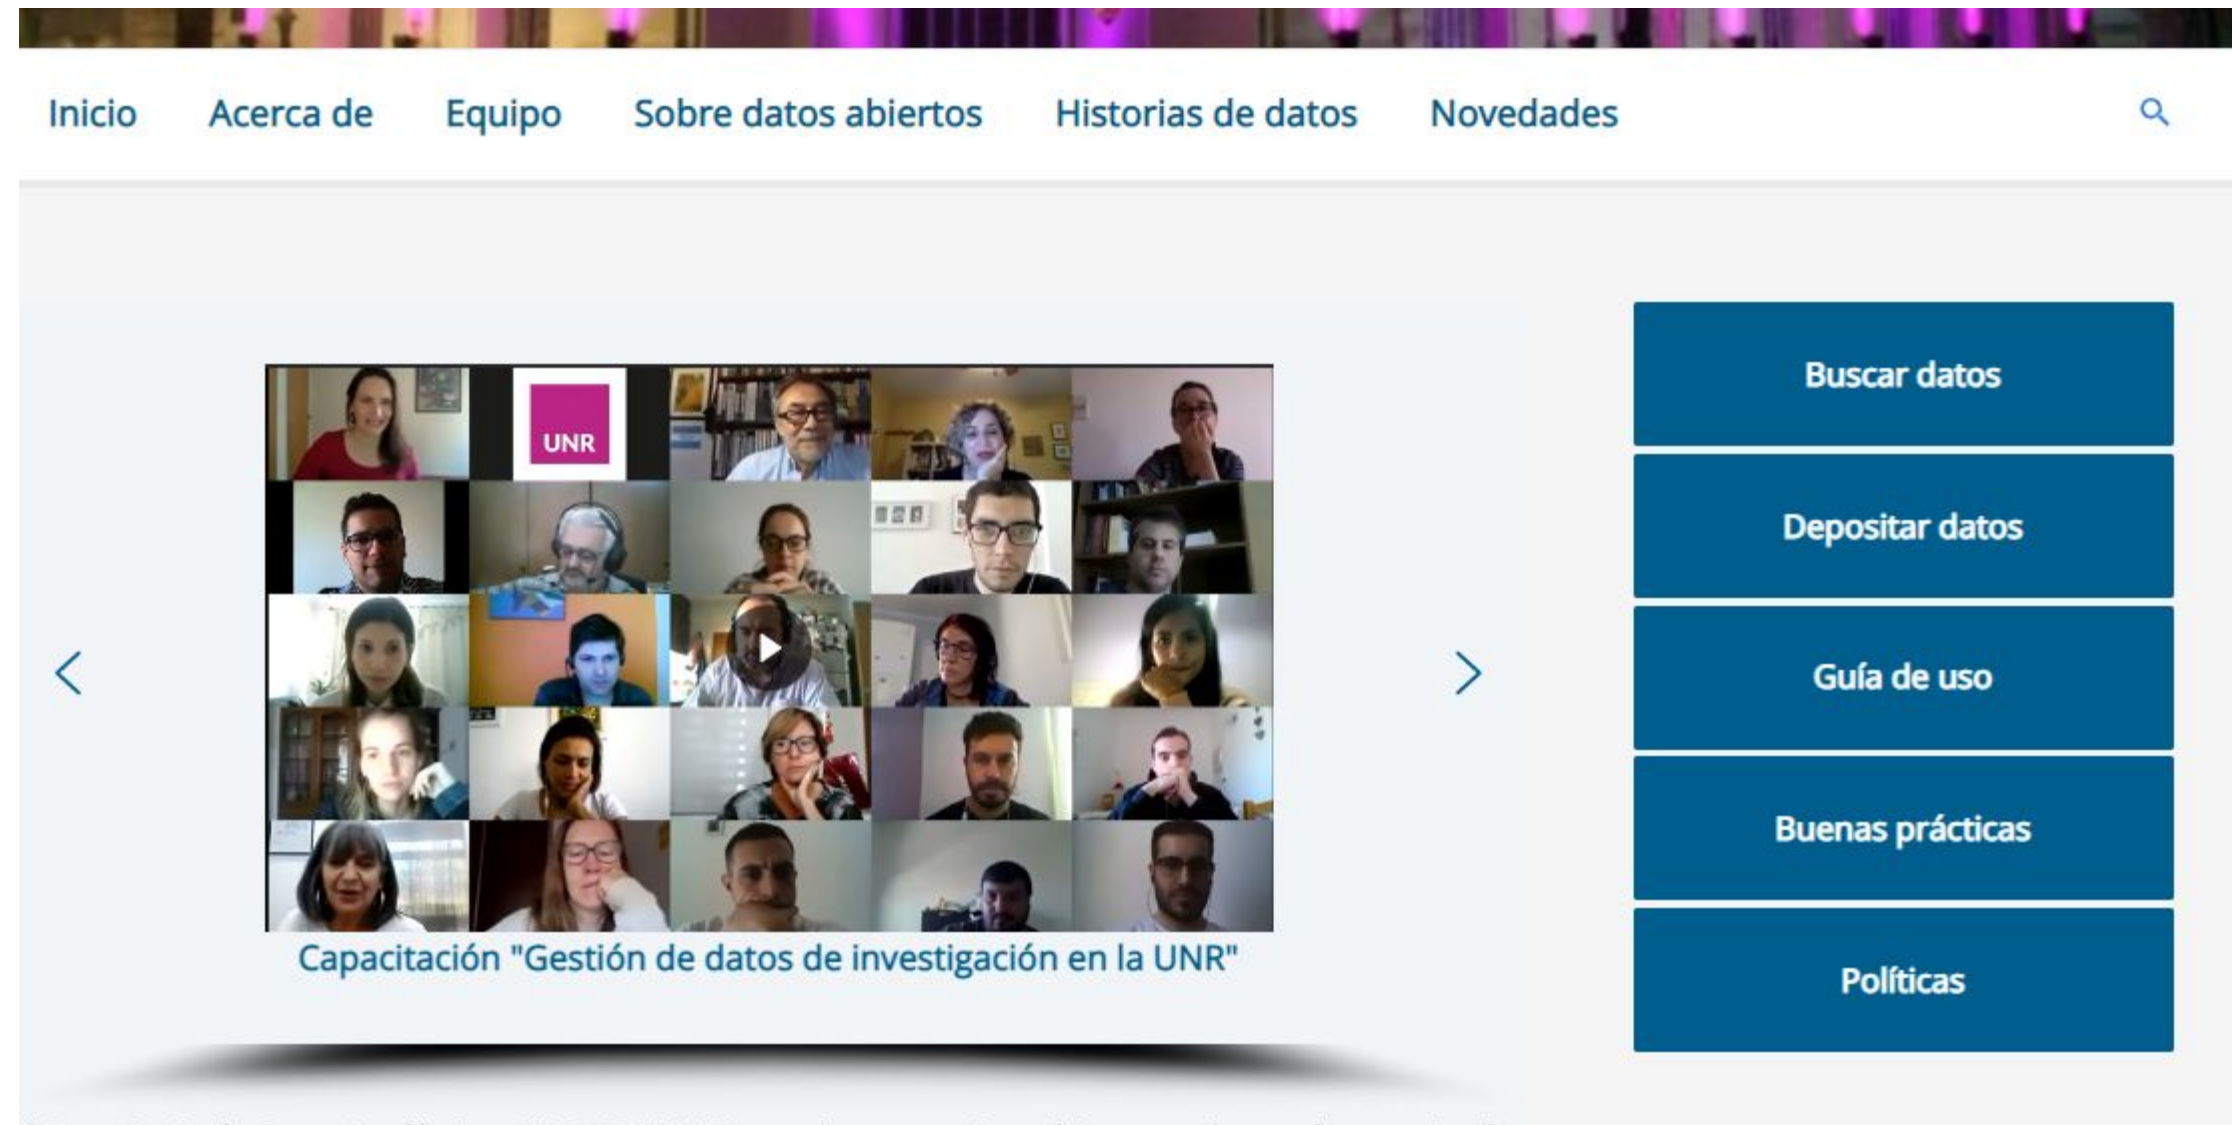 Inicio Acerca de Equipo Sobre datos abiertos Historias de datos Novedades
UNR
Capacitación "Gestión de datos de investigación en la UNR"
Buscar datos
Depositar datos
Guía de uso
Buenas prácticas
Políticas